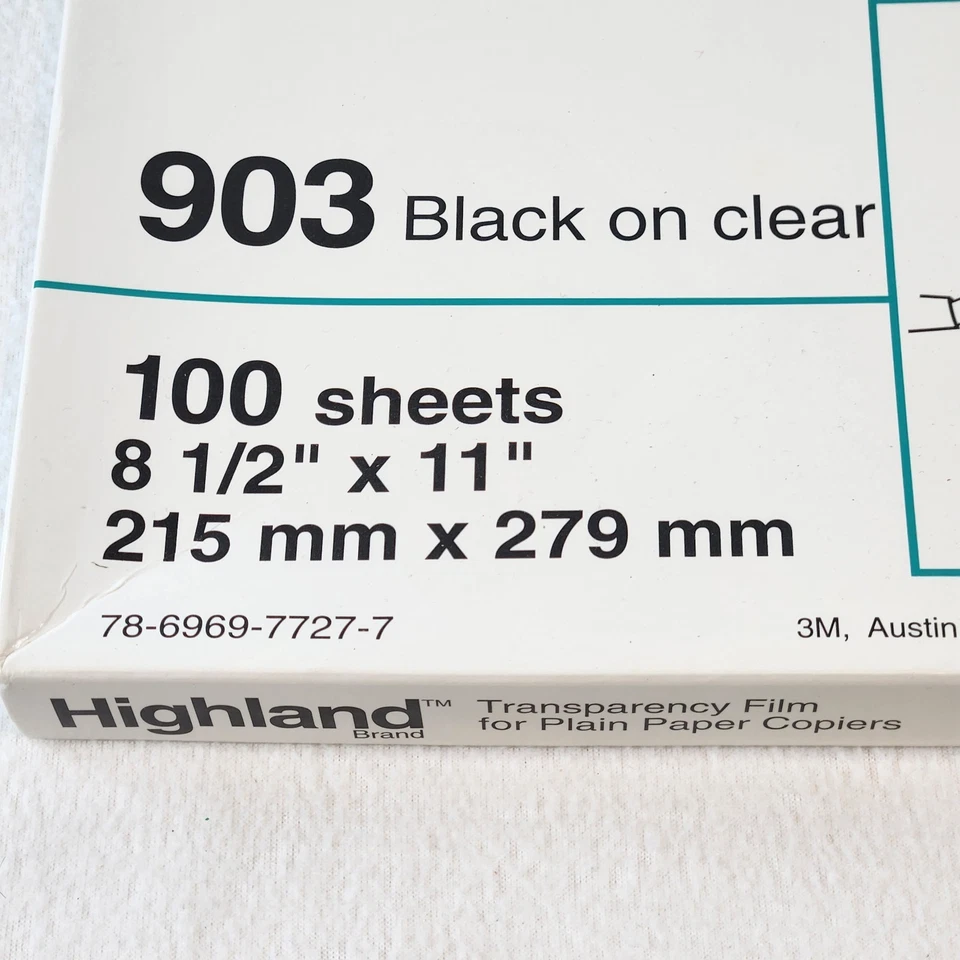 903 Black on clear
100 sheets
8 1/2" x 11"
215 mm x 279 mm
78-6969-7727-7
3M, Austin
Highland™ Brand
Transparency Film
for Plain Paper Copiers